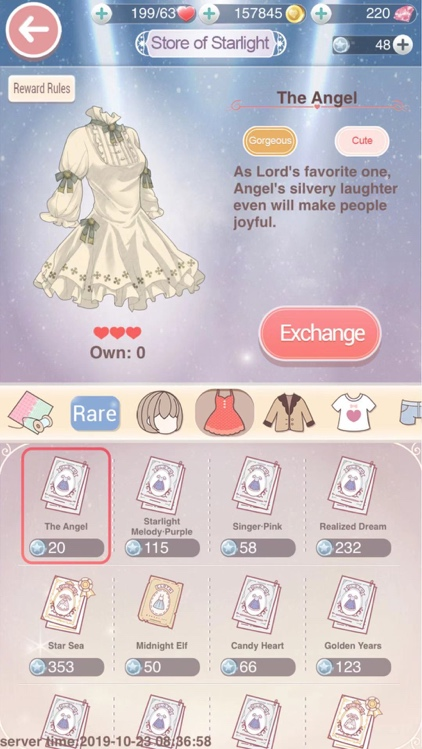 199/63 157845 220
Store of Starlight
48
Reward Rules
The Angel
Gorgeous Cute
As Lord's favorite one,
Angel's silvery laughter
even will make people
joyful.
Exchange
Own: 0
Rare
The Angel
20
Starlight
Melody·Purple
115
Singer·Pink
58
Realized Dream
232
Star Sea
353
Midnight Elf
50
Candy Heart
66
Golden Years
123
server time:2019-10-23 08:36:58